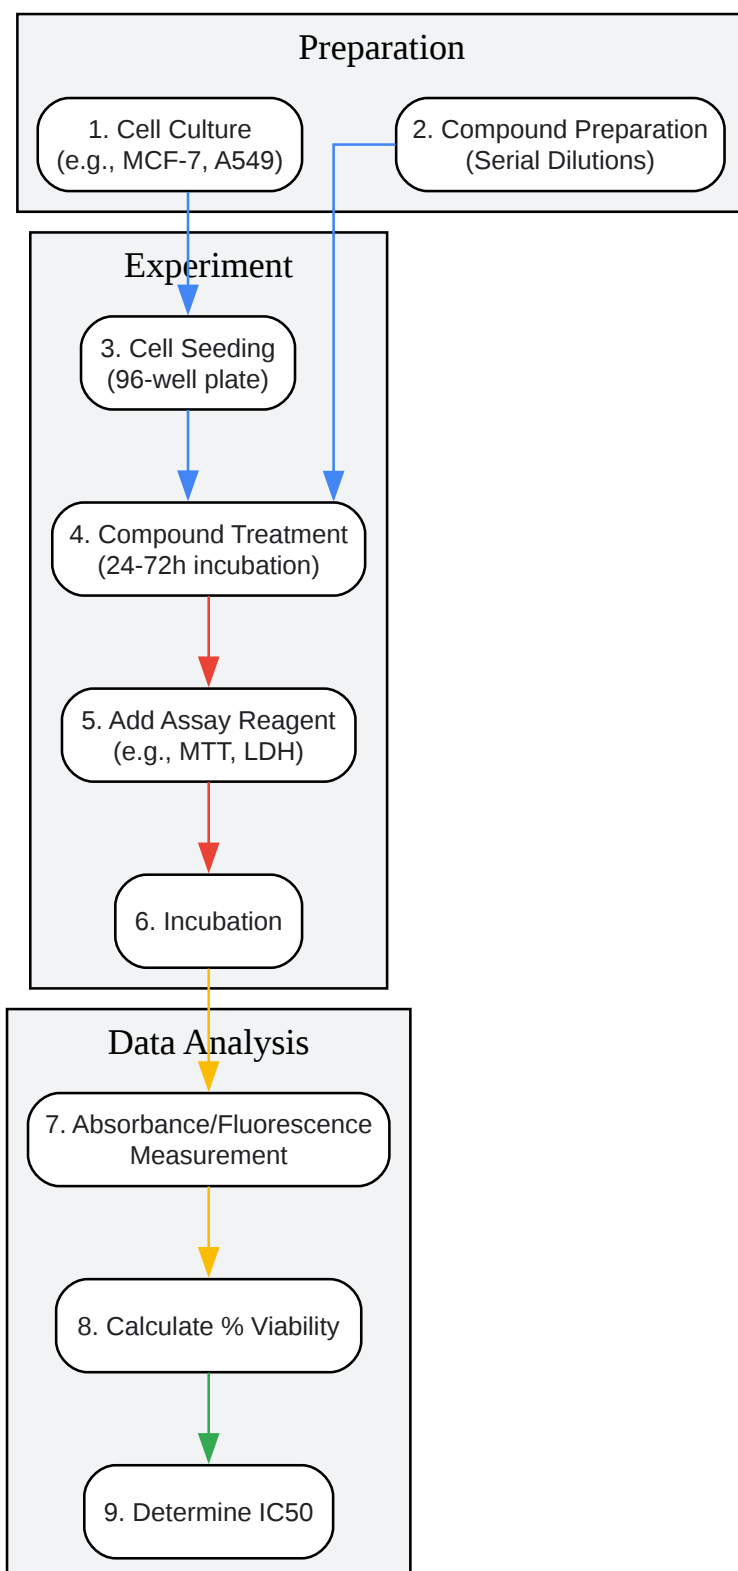 Preparation
1. Cell Culture
(e.g., MCF-7, A549)
2. Compound Preparation
(Serial Dilutions)
Experiment
3. Cell Seeding
(96-well plate)
4. Compound Treatment
(24-72h incubation)
5. Add Assay Reagent
(e.g., MTT, LDH)
6. Incubation
Data Analysis
7. Absorbance/Fluorescence
Measurement
8. Calculate % Viability
9. Determine IC50